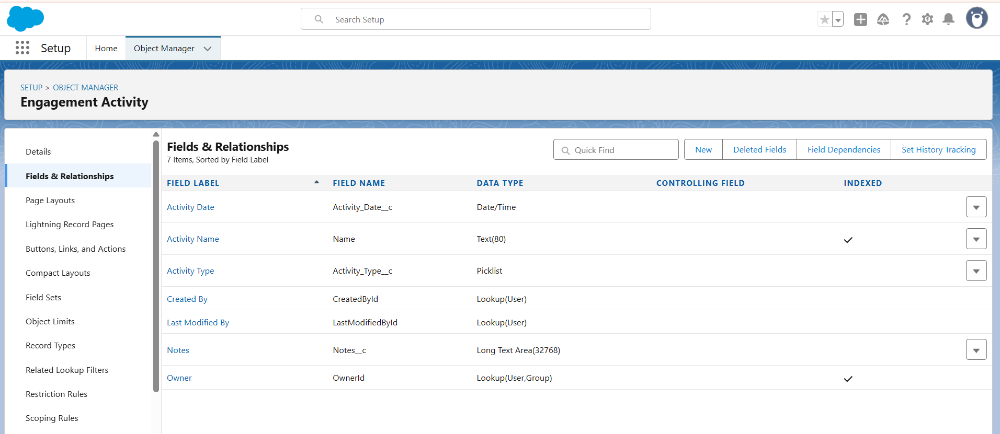 Search Setup
Setup
Home
Object Manager
SETUP > OBJECT MANAGER
Engagement Activity
Details
Fields & Relationships
Page Layouts
Lightning Record Pages
Buttons, Links, and Actions
Compact Layouts
Field Sets
Object Limits
Record Types
Related Lookup Filters
Restriction Rules
Scoping Rules
Fields & Relationships
7 Items, Sorted by Field Label
Quick Find
New
Deleted Fields
Field Dependencies
Set History Tracking
FIELD LABEL FIELD NAME DATA TYPE CONTROLLING FIELD INDEXED
Activity Date Activity_Date__c Date/Time
Activity Name Name Text(80)
Activity Type Activity_Type__c Picklist
Created By CreatedById Lookup(User)
Last Modified By LastModifiedById Lookup(User)
Notes Notes__c Long Text Area(32768)
Owner OwnerId Lookup(User,Group)